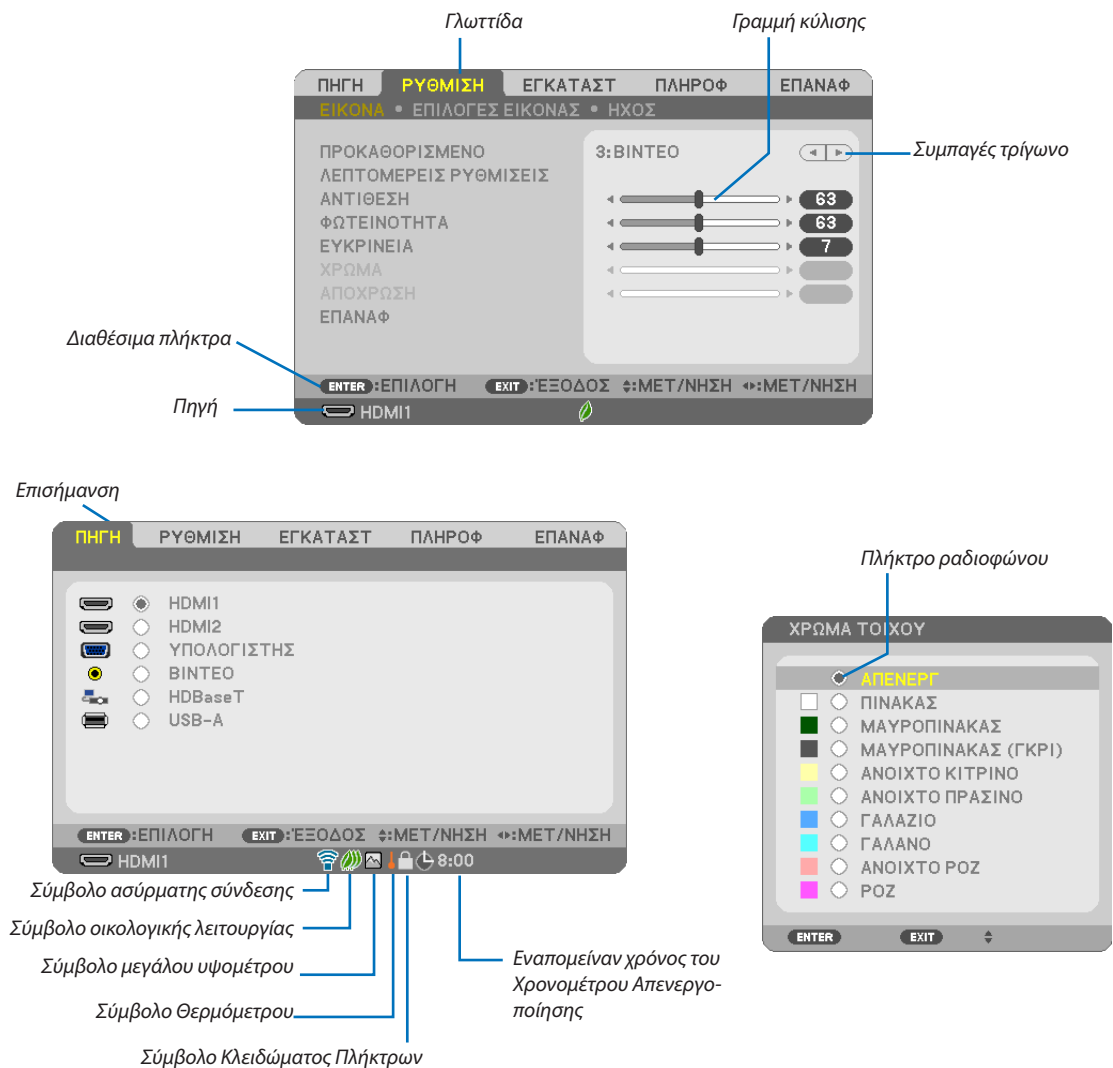 Γλωττίδα
Γραμμή κύλισης
ΠΗΓΗ ΡΥΘΜΙΣΗ ΕΓΚΑΤΑΣΤ ΠΛΗΡΟΦ ΕΠΑΝΑΦ
ΕΙΚΟΝΑ • ΕΠΙΛΟΓΕΣ ΕΙΚΟΝΑΣ • ΗΧΟΣ
ΠΡΟΚΑΘΟΡΙΣΜΕΝΟ 3:ΒΙΝΤΕΟ
Συμπαγές τρίγωνο
ΛΕΠΤΟΜΕΡΕΙΣ ΡΥΘΜΙΣΕΙΣ
ΑΝΤΙΘΕΣΗ 63
ΦΩΤΕΙΝΟΤΗΤΑ 63
ΕΥΚΡΙΝΕΙΑ 7
ΧΡΩΜΑ
ΑΠΟΧΡΩΣΗ
ΕΠΑΝΑΦ
Διαθέσιμα πλήκτρα
ENTER :ΕΠΙΛΟΓΗ EXIT :ΈΞΟΔΟΣ :ΜΕΤ/ΝΗΣΗ :ΜΕΤ/ΝΗΣΗ
Πηγή
HDMI1
Επισήμανση
ΠΗΓΗ ΡΥΘΜΙΣΗ ΕΓΚΑΤΑΣΤ ΠΛΗΡΟΦ ΕΠΑΝΑΦ
HDMI1
HDMI2
ΥΠΟΛΟΓΙΣΤΗΣ
ΒΙΝΤΕΟ
HDBaseT
USB-A
ENTER :ΕΠΙΛΟΓΗ EXIT :ΈΞΟΔΟΣ :ΜΕΤ/ΝΗΣΗ :ΜΕΤ/ΝΗΣΗ
HDMI1 8:00
Σύμβολο ασύρματης σύνδεσης
Σύμβολο οικολογικής λειτουργίας
Σύμβολο μεγάλου υψομέτρου
Σύμβολο Θερμόμετρου
Σύμβολο Κλειδώματος Πλήκτρων
Εναπομείναν χρόνος του
Χρονομέτρου Απενεργο-
ποίησης
Πλήκτρο ραδιοφώνου
ΧΡΩΜΑ ΤΟΙΧΟΥ
ΑΠΕΝΕΡΓ
ΠΙΝΑΚΑΣ
ΜΑΥΡΟΠΙΝΑΚΑΣ
ΜΑΥΡΟΠΙΝΑΚΑΣ (ΓΚΡΙ)
ΑΝΟΙΧΤΟ ΚΙΤΡΙΝΟ
ΑΝΟΙΧΤΟ ΠΡΑΣΙΝΟ
ΓΑΛΑΖΙΟ
ΓΑΛΑΝΟ
ΑΝΟΙΧΤΟ ΡΟΖ
ΡΟΖ
ENTER EXIT